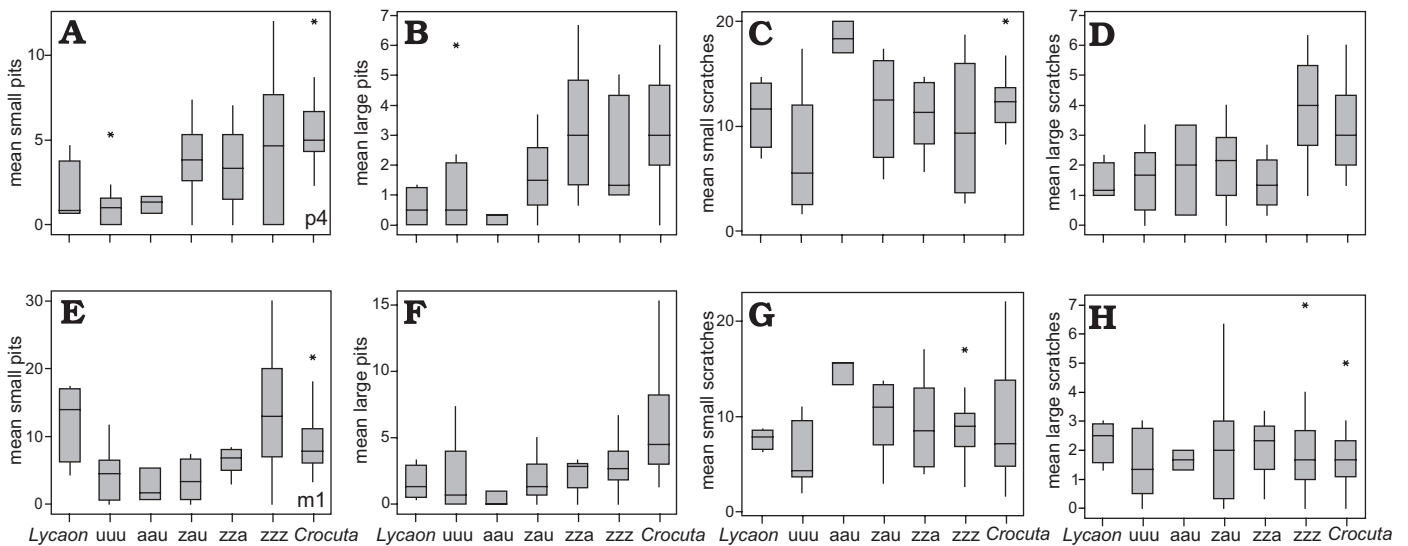 A
mean small pits
10
5
0
p4
B
mean large pits
7
6
5
4
3
2
1
0
C
mean small scratches
20
10
0
D
mean large scratches
7
6
5
4
3
2
1
0
E
mean small pits
30
20
10
0
m1
F
mean large pits
15
10
5
0
G
mean small scratches
20
10
0
H
mean large scratches
7
6
5
4
3
2
1
0
Lycaon uuu aau zau zza zzz Crocuta
Lycaon uuu aau zau zza zzz Crocuta
Lycaon uuu aau zau zza zzz Crocuta
Lycaon uuu aau zau zza zzz Crocuta